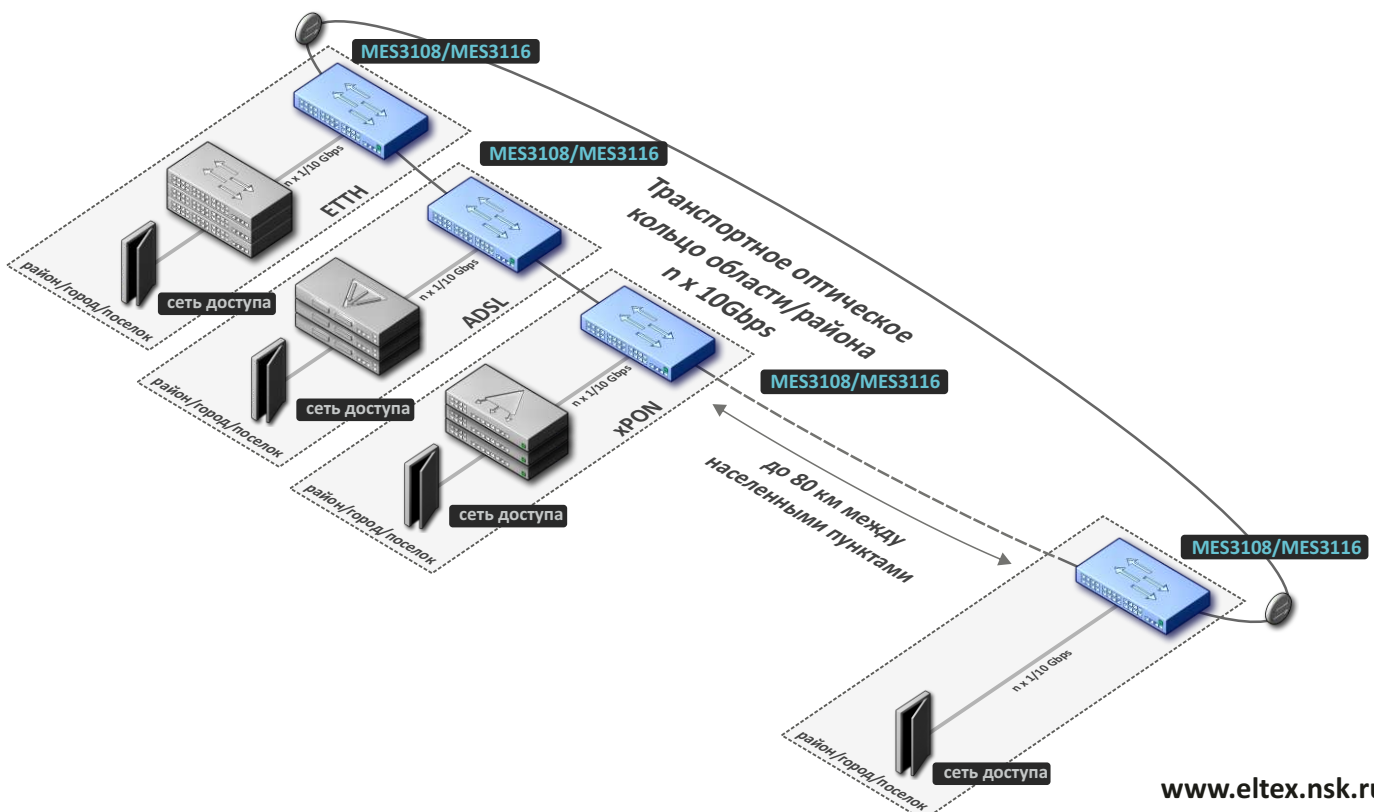 MES3108/MES3116
n x 1/10 Gbps
ETTH
сеть доступа
район/город/поселок
MES3108/MES3116
n x 1/10 Gbps
ADSL
сеть доступа
район/город/поселок
Транспортное оптическое
кольцо области/района
n x 10Gbps
MES3108/MES3116
n x 1/10 Gbps
xPON
сеть доступа
район/город/поселок
до 80 км между
населенными пунктами
MES3108/MES3116
n x 1/10 Gbps
сеть доступа
район/город/поселок
www.eltex.nsk.ru